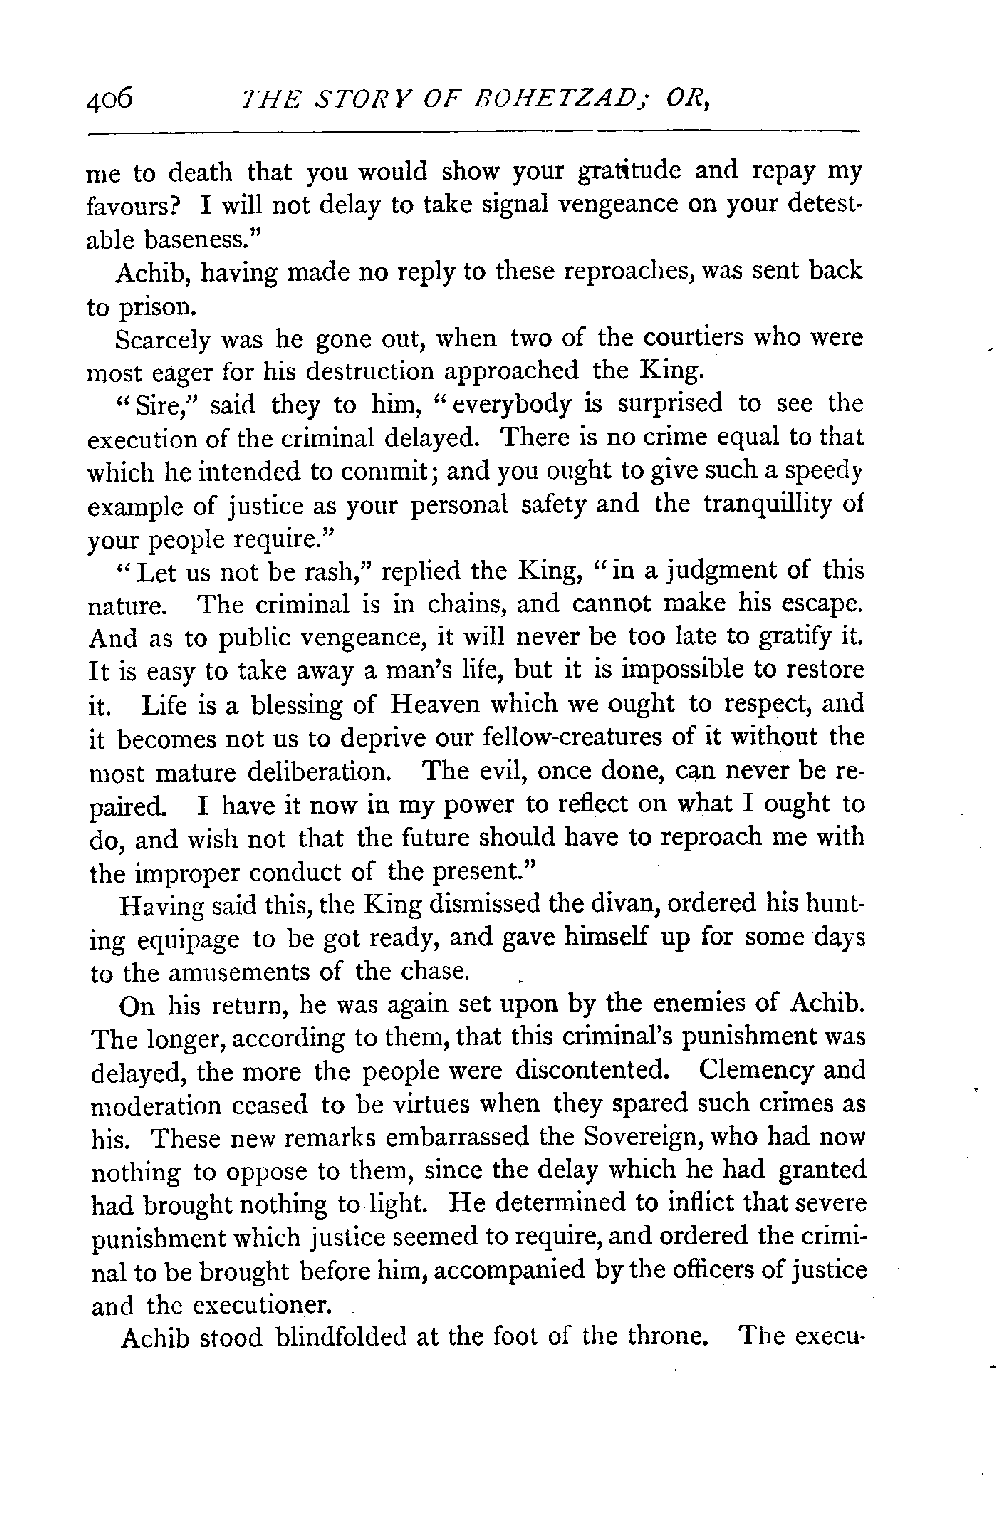 406 THE STORY OF BOHETZAD; OR,
me to death that you would show your gratitude and repay my
favours? I will not delay to take signal vengeance on your detest-
able baseness."
Achib, having made no reply to these reproaches, was sent back
to prison.
Scarcely was he gone out, when two of the courtiers who were
most eager for his destruction approached the King.
"Sire," said they to him, "everybody is surprised to see the
execution of the criminal delayed. There is no crime equal to that
which he intended to commit; and you ought to give such a speedy
example of justice as your personal safety and the tranquillity of
your people require."
"Let us not be rash," replied the King, "in a judgment of this
nature. The criminal is in chains, and cannot make his escape.
And as to public vengeance, it will never be too late to gratify it.
It is easy to take away a man's life, but it is impossible to restore
it. Life is a blessing of Heaven which we ought to respect, and
it becomes not us to deprive our fellow-creatures of it without the
most mature deliberation. The evil, once done, can never be re-
paired. I have it now in my power to reflect on what I ought to
do, and wish not that the future should have to reproach me with
the improper conduct of the present."
Having said this, the King dismissed the divan, ordered his hunt-
ing equipage to be got ready, and gave himself up for some days
to the amusements of the chase.
On his return, he was again set upon by the enemies of Achib.
The longer, according to them, that this criminal's punishment was
delayed, the more the people were discontented. Clemency and
moderation ceased to be virtues when they spared such crimes as
his. These new remarks embarrassed the Sovereign, who had now
nothing to oppose to them, since the delay which he had granted
had brought nothing to light. He determined to inflict that severe
punishment which justice seemed to require, and ordered the crimi-
nal to be brought before him, accompanied by the officers of justice
and the executioner.
Achib stood blindfolded at the foot of the throne. The execu-